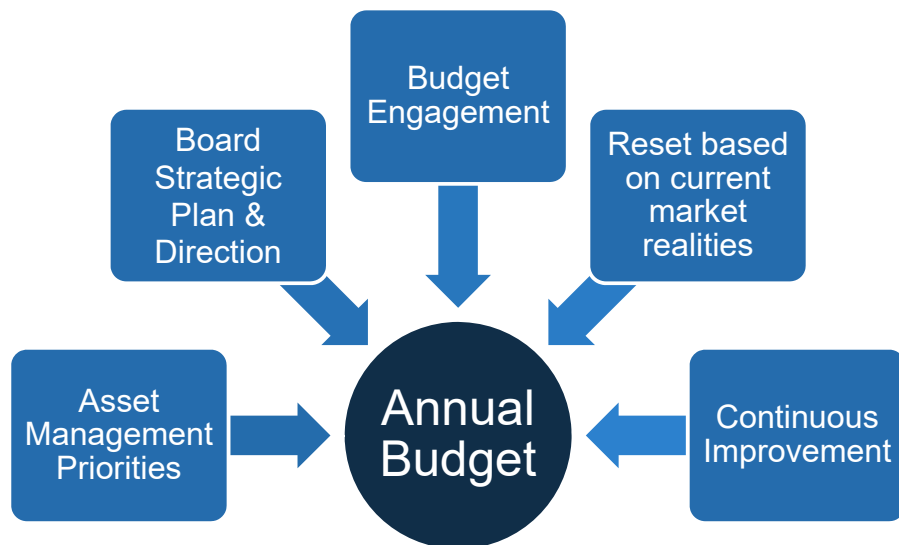 Budget
Engagement
Board
Strategic
Plan &
Direction
Reset based
on current
market
realities
Asset
Management
Priorities
Annual
Budget
Continuous
Improvement